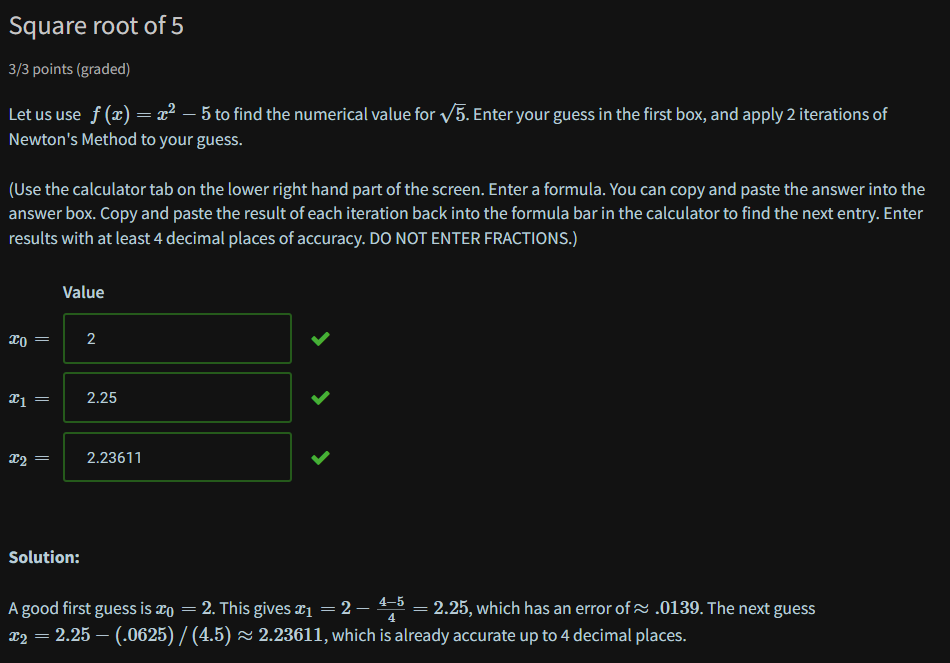 Square root of 5
3/3 points (graded)
Let us use f (x) = x² − 5 to find the numerical value for √5. Enter your guess in the first box, and apply 2 iterations of
Newton's Method to your guess.
(Use the calculator tab on the lower right hand part of the screen. Enter a formula. You can copy and paste the answer into the
answer box. Copy and paste the result of each iteration back into the formula bar in the calculator to find the next entry. Enter
results with at least 4 decimal places of accuracy. DO NOT ENTER FRACTIONS.)
Value
x₀ = 2
x₁ = 2.25
x₂ = 2.23611
Solution:
A good first guess is x₀ = 2. This gives x₁ = 2 − \frac{4−5}{4} = 2.25, which has an error of ≈ .0139. The next guess
x₂ = 2.25 − (.0625) / (4.5) ≈ 2.23611, which is already accurate up to 4 decimal places.